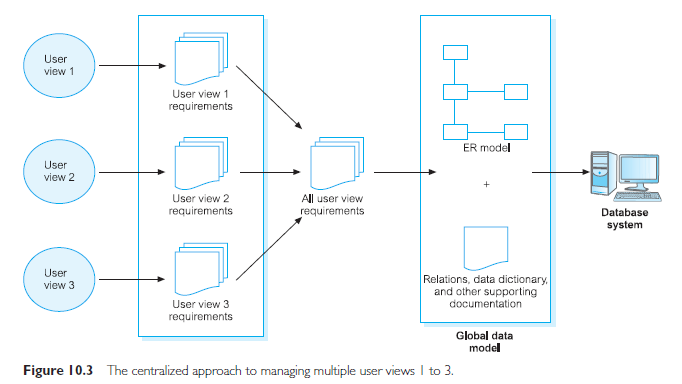 User
view 1
User view 1
requirements
User
view 2
User view 2
requirements
All user view
requirements
User
view 3
User view 3
requirements
ER model
+
Relations, data dictionary,
and other supporting
documentation
Global data
model
Database
system
Figure 10.3 The centralized approach to managing multiple user views 1 to 3.